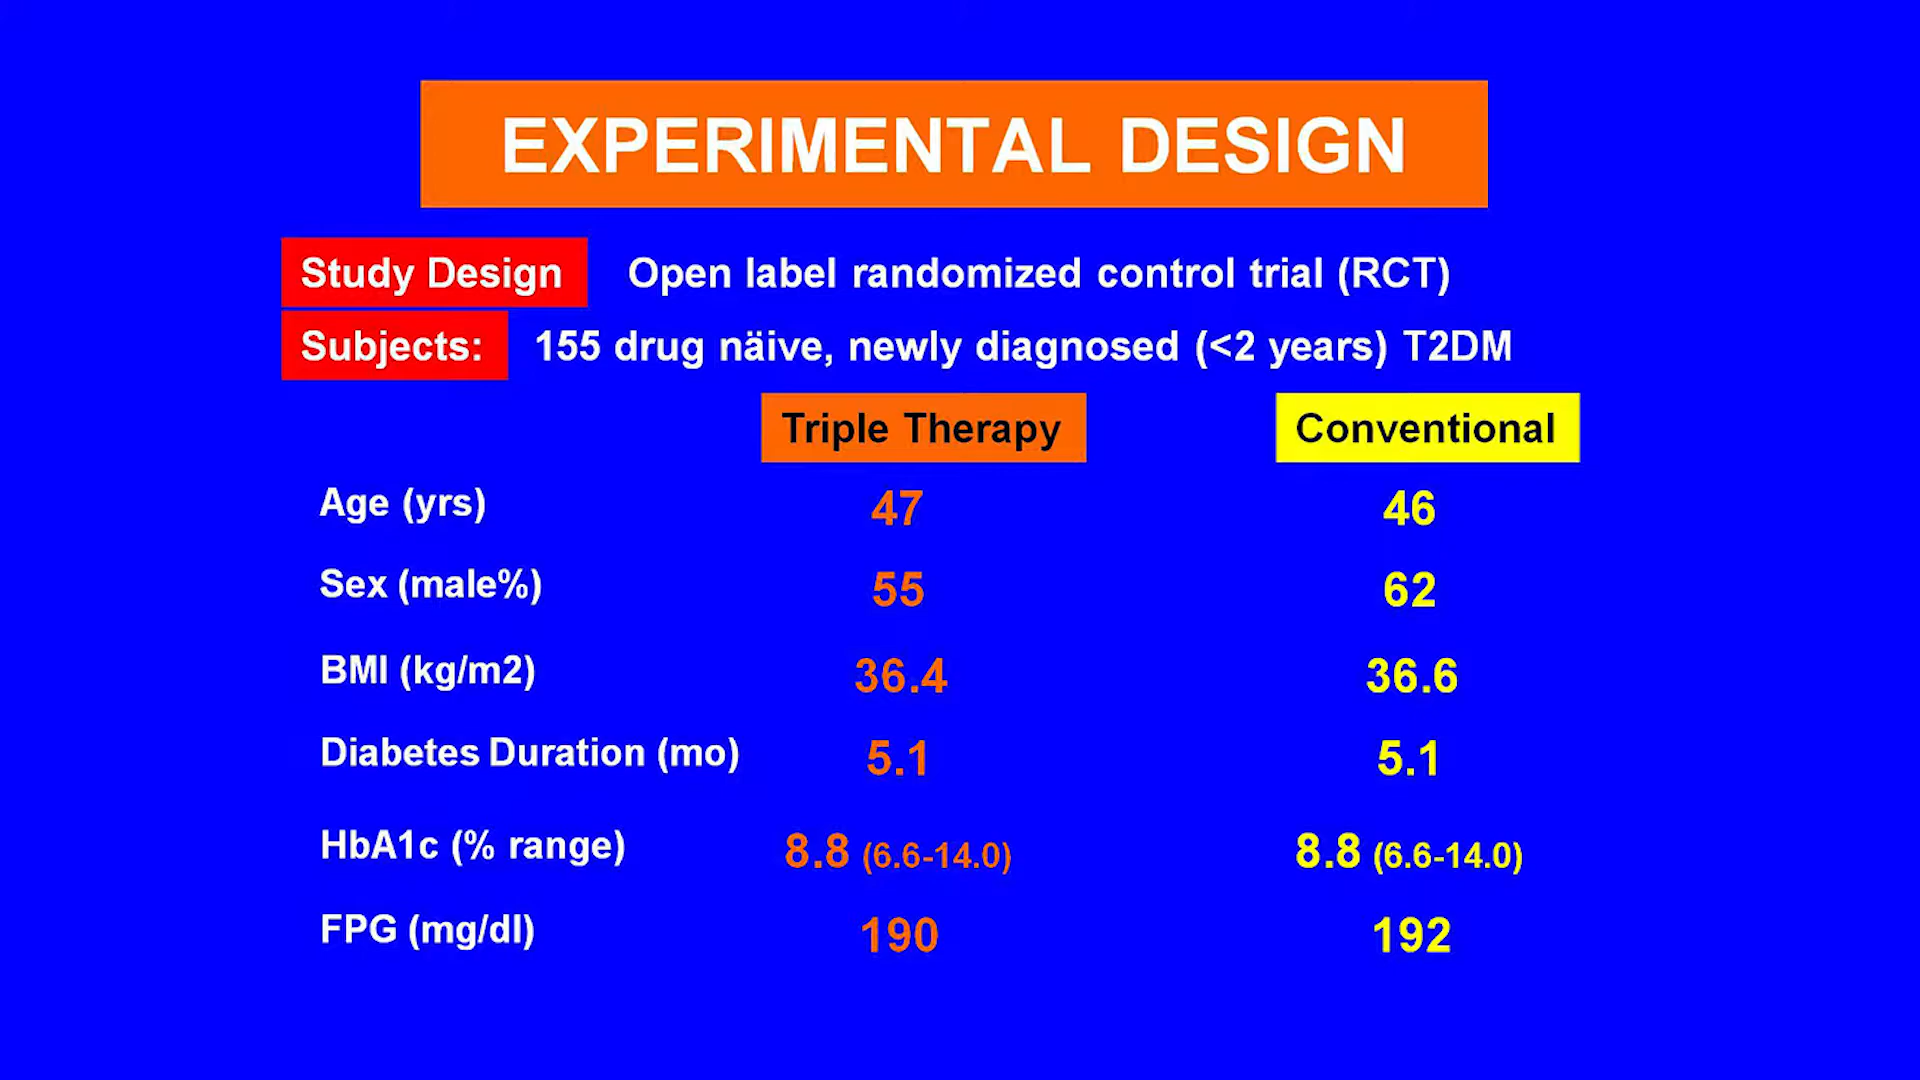 EXPERIMENTAL DESIGN
Study Design Open label randomized control trial (RCT)
Subjects: 155 drug näive, newly diagnosed (<2 years) T2DM
Triple Therapy Conventional
Age (yrs) 47 46
Sex (male%) 55 62
BMI (kg/m2) 36.4 36.6
Diabetes Duration (mo) 5.1 5.1
HbA1c (% range) 8.8 (6.6-14.0) 8.8 (6.6-14.0)
FPG (mg/dl) 190 192